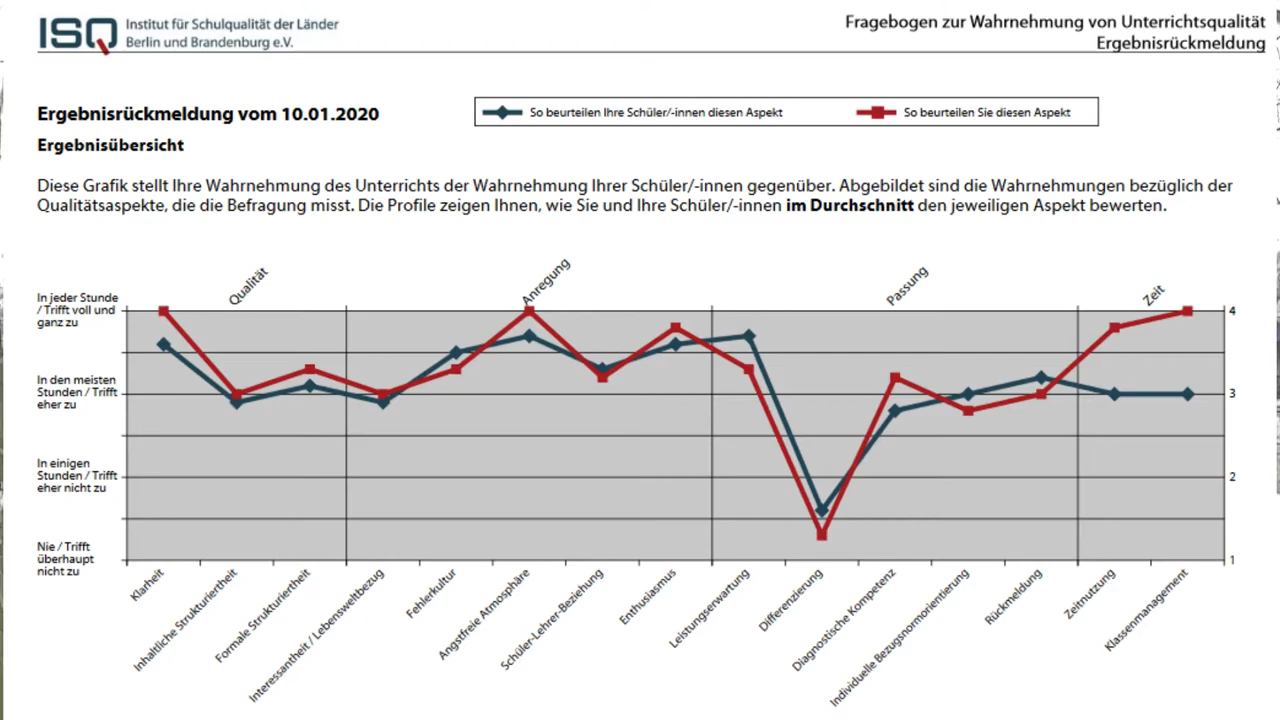 ISQ
Institut für Schulqualität der Länder
Berlin und Brandenburg e.V.
Fragebogen zur Wahrnehmung von Unterrichtsqualität
Ergebnisrückmeldung
Ergebnisrückmeldung vom 10.01.2020
So beurteilen Ihre Schüler/-innen diesen Aspekt
So beurteilen Sie diesen Aspekt
Ergebnisübersicht
Diese Grafik stellt Ihre Wahrnehmung des Unterrichts der Wahrnehmung Ihrer Schüler/-innen gegenüber. Abgebildet sind die Wahrnehmungen bezüglich der
Qualitätsaspekte, die die Befragung misst. Die Profile zeigen Ihnen, wie Sie und Ihre Schüler/-innen im Durchschnitt den jeweiligen Aspekt bewerten.
Qualität
Anregung
Passung
Zeit
In jeder Stunde
/ Trifft voll und
ganz zu
4
In den meisten
Stunden / Trifft
eher zu
3
In einigen
Stunden / Trifft
eher nicht zu
2
Nie / Trifft
überhaupt
nicht zu
1
Klarheit
Inhaltliche Strukturiertheit
Formale Strukturiertheit
Interessantheit / Lebensweltbezug
Fehlerkultur
Angstfreie Atmosphäre
Schüler-Lehrer-Beziehung
Enthusiasmus
Leistungserwartung
Differenzierung
Diagnostische Kompetenz
Individuelle Bezugsnormorientierung
Rückmeldung
Zeitnutzung
Klassenmanagement